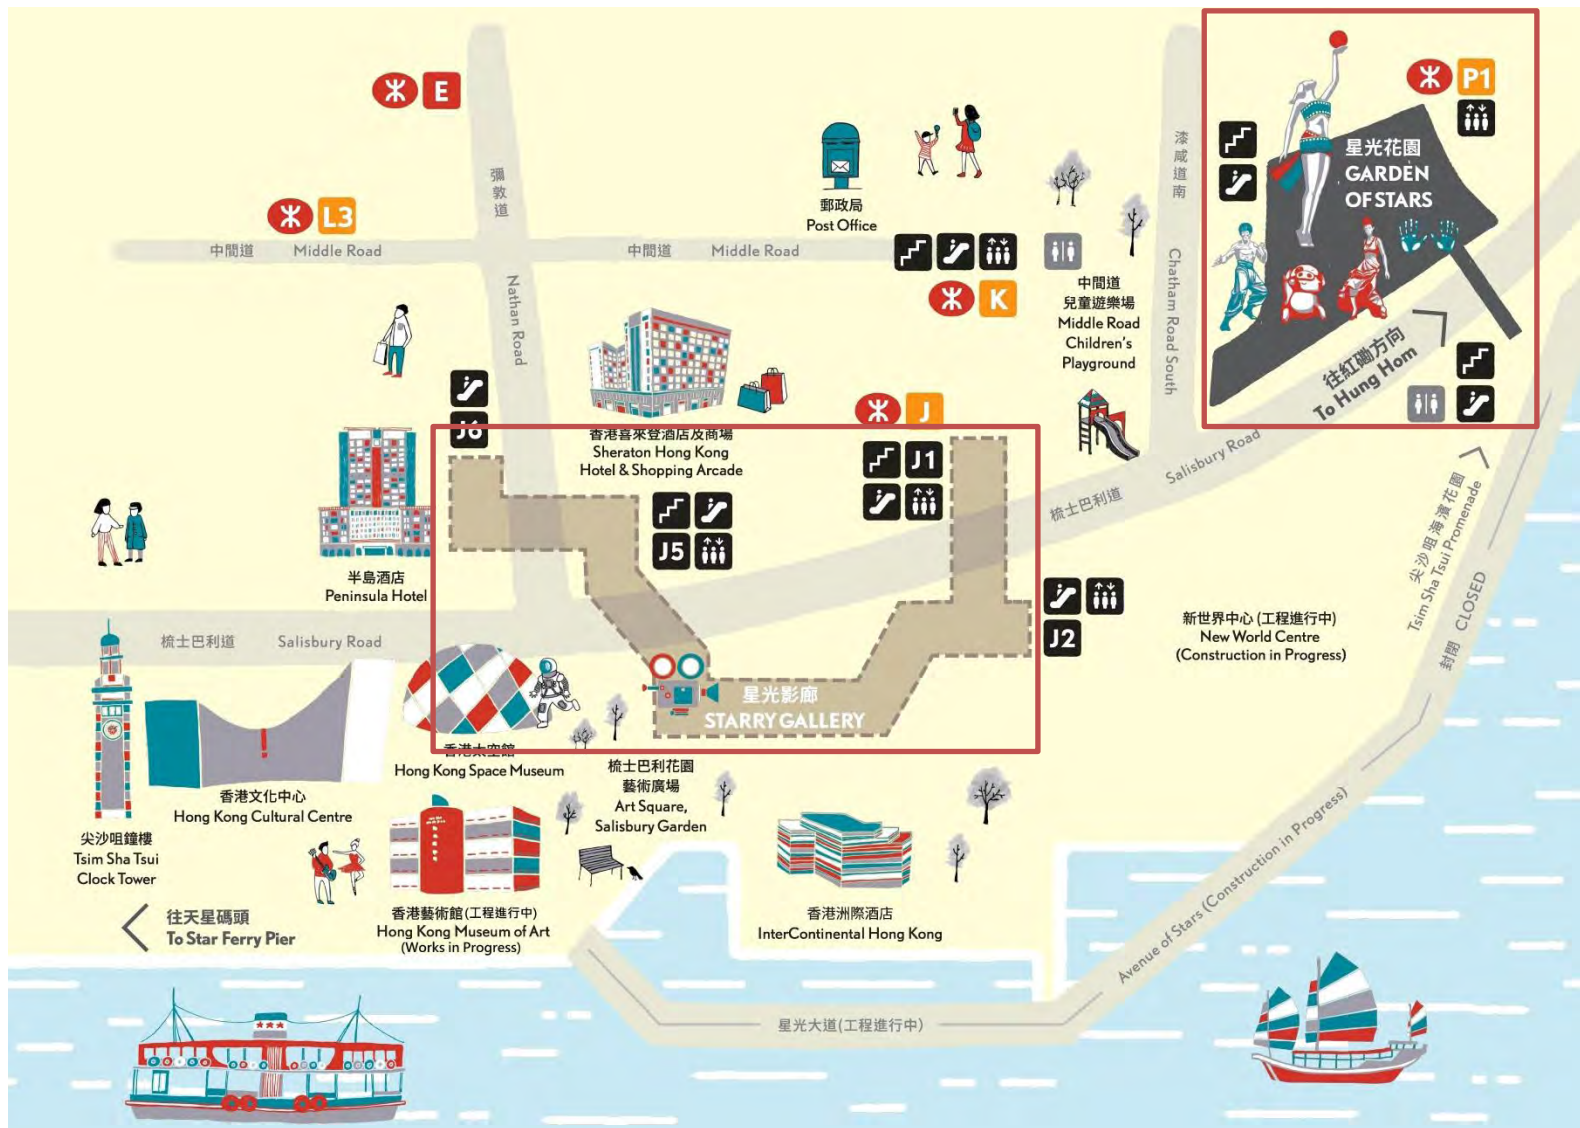 E
P1
星光花園
GARDEN
OF STARS
漆咸道南
Chatham Road South
彌敦道
Nathan Road
郵政局
Post Office
L3
中間道 Middle Road
中間道 Middle Road
K
中間道
兒童遊樂場
Middle Road
Children's
Playground
往紅磡方向
To Hung Hom
J6
香港喜來登酒店及商場
Sheraton Hong Kong
Hotel & Shopping Arcade
J
J1
J5
J2
梳士巴利道 Salisbury Road
尖沙咀海濱花園
Tsim Sha Tsui Promenade
封閉 CLOSED
半島酒店
Peninsula Hotel
新世界中心 (工程進行中)
New World Centre
(Construction in Progress)
梳士巴利道 Salisbury Road
星光影廊
STARRY GALLERY
香港太空館
Hong Kong Space Museum
梳士巴利花園
藝術廣場
Art Square,
Salisbury Garden
香港文化中心
Hong Kong Cultural Centre
尖沙咀鐘樓
Tsim Sha Tsui
Clock Tower
往天星碼頭
To Star Ferry Pier
香港藝術館 (工程進行中)
Hong Kong Museum of Art
(Works in Progress)
香港洲際酒店
InterContinental Hong Kong
星光大道(工程進行中)
Avenue of Stars (Construction in Progress)